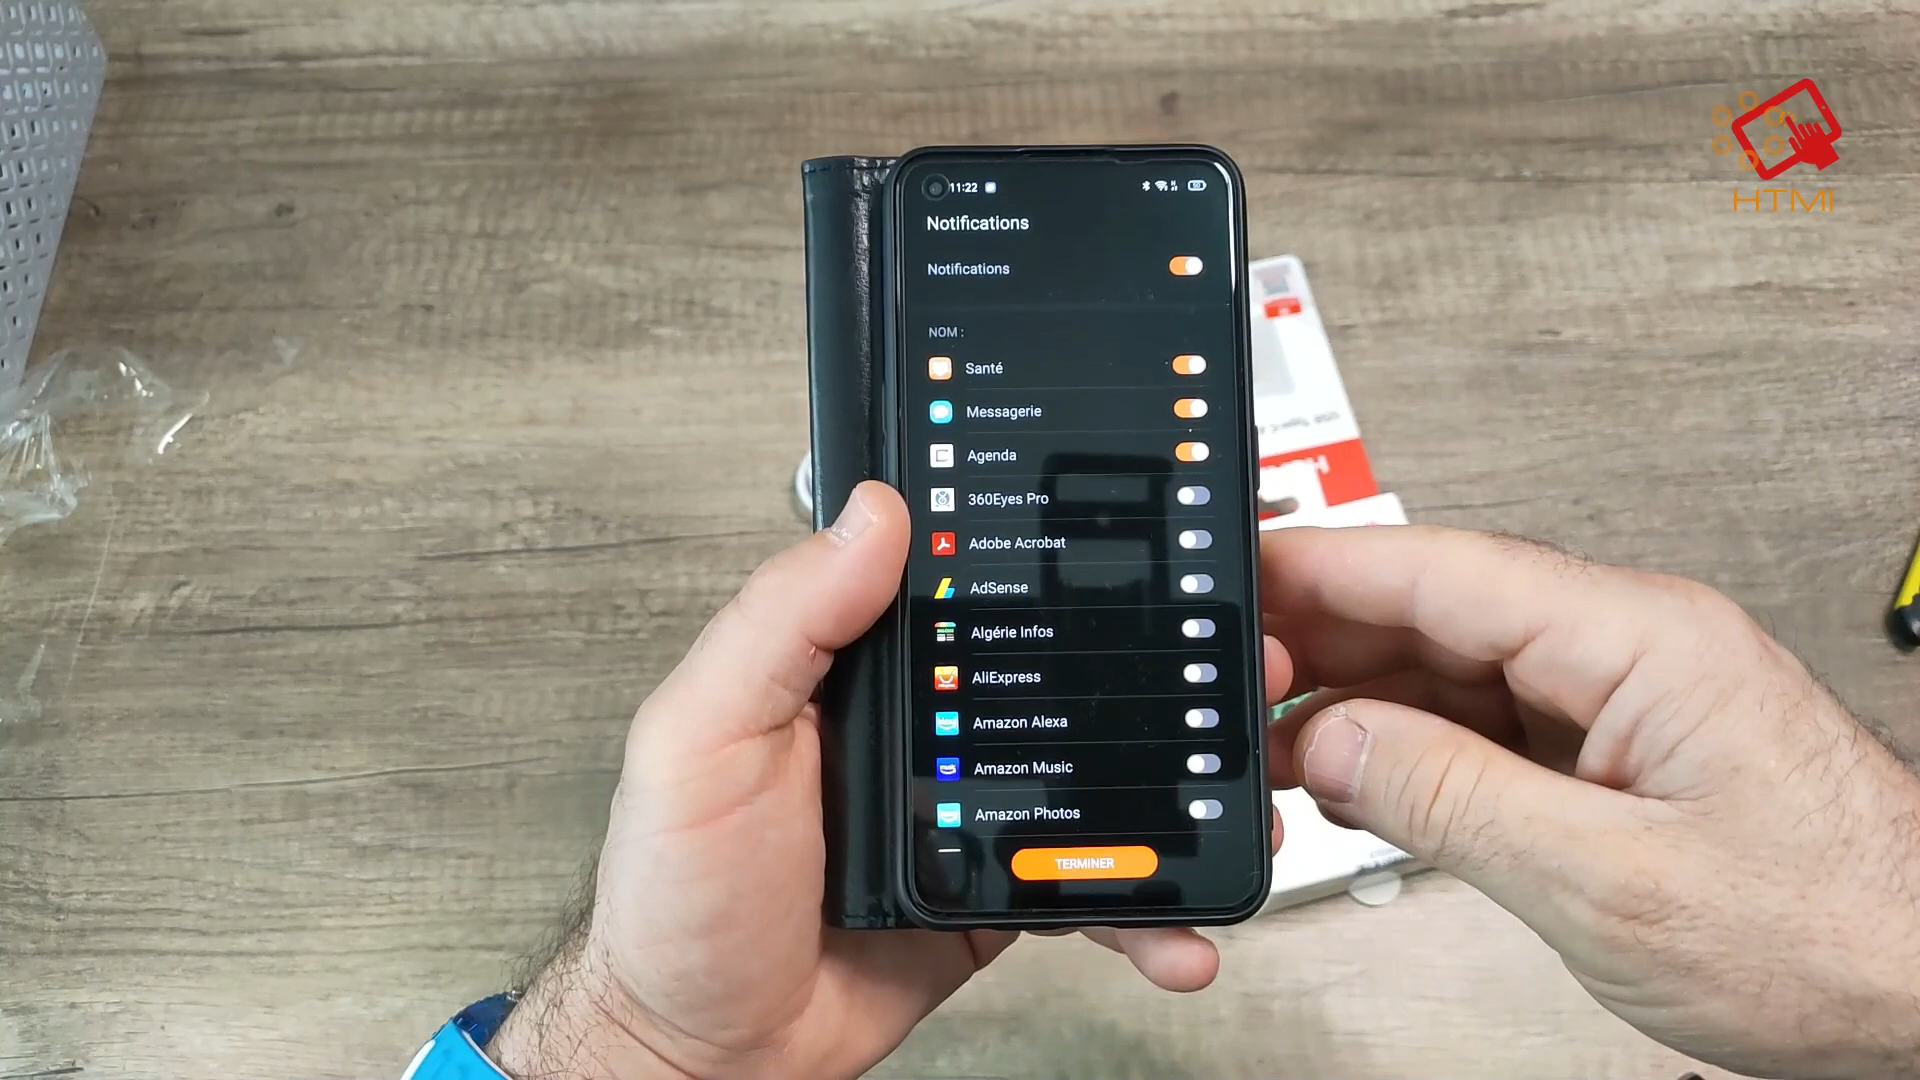 HTMI
11:22
Notifications
Notifications
NOM :
Santé
Messagerie
Agenda
360Eyes Pro
Adobe Acrobat
AdSense
Algérie Infos
AliExpress
Amazon Alexa
Amazon Music
Amazon Photos
TERMINER